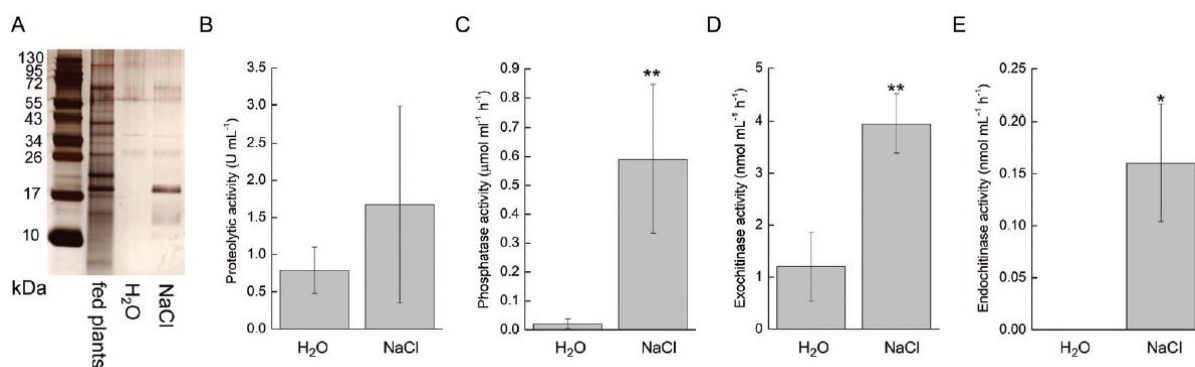 A
130
95
72
55
43
34
26
17
10
kDa
fed plants
H₂O
NaCl
B
Proteolytic activity (U mL⁻¹)
3.5
3.0
2.5
2.0
1.5
1.0
0.5
0.0
H₂O
NaCl
C
Phosphatase activity (μmol ml⁻¹ h⁻¹)
0.9
0.8
0.7
0.6
0.5
0.4
0.3
0.2
0.1
0.0
**
H₂O
NaCl
D
Exochitinase activity (nmol mL⁻¹ h⁻¹)
5
4
3
2
1
0
**
H₂O
NaCl
E
Endochitinase activity (nmol mL⁻¹ h⁻¹)
0.25
0.20
0.15
0.10
0.05
0.00
*
H₂O
NaCl